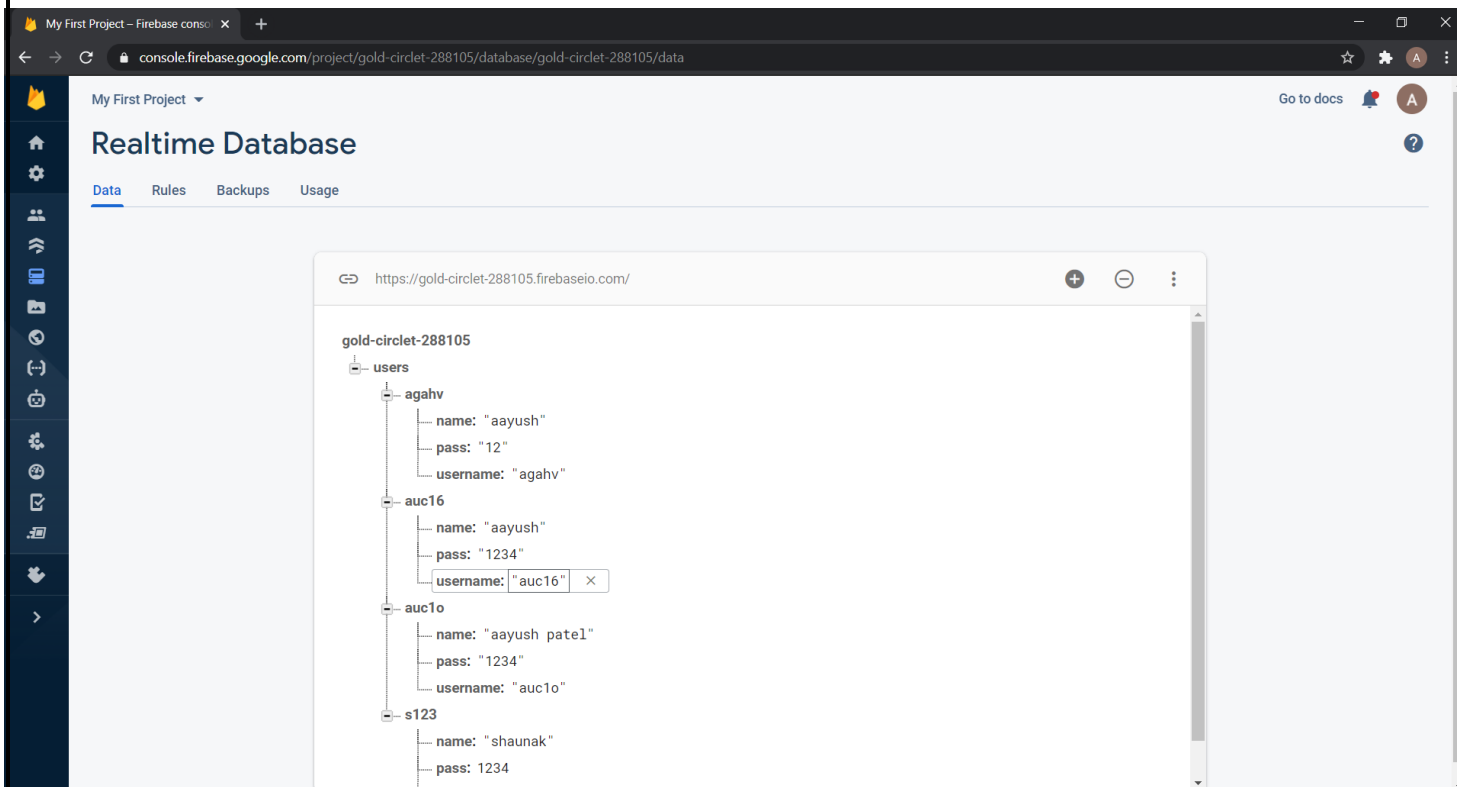 My First Project – Firebase conso
console.firebase.google.com/project/gold-circlet-288105/database/gold-circlet-288105/data
My First Project
Go to docs
A
A
Realtime Database
Data Rules Backups Usage
https://gold-circlet-288105.firebaseio.com/
gold-circlet-288105
users
agahv
name: "aayush"
pass: "12"
username: "agahv"
auc16
name: "aayush"
pass: "1234"
username: "auc16"
auc1o
name: "aayush patel"
pass: "1234"
username: "auc1o"
s123
name: "shaunak"
pass: 1234